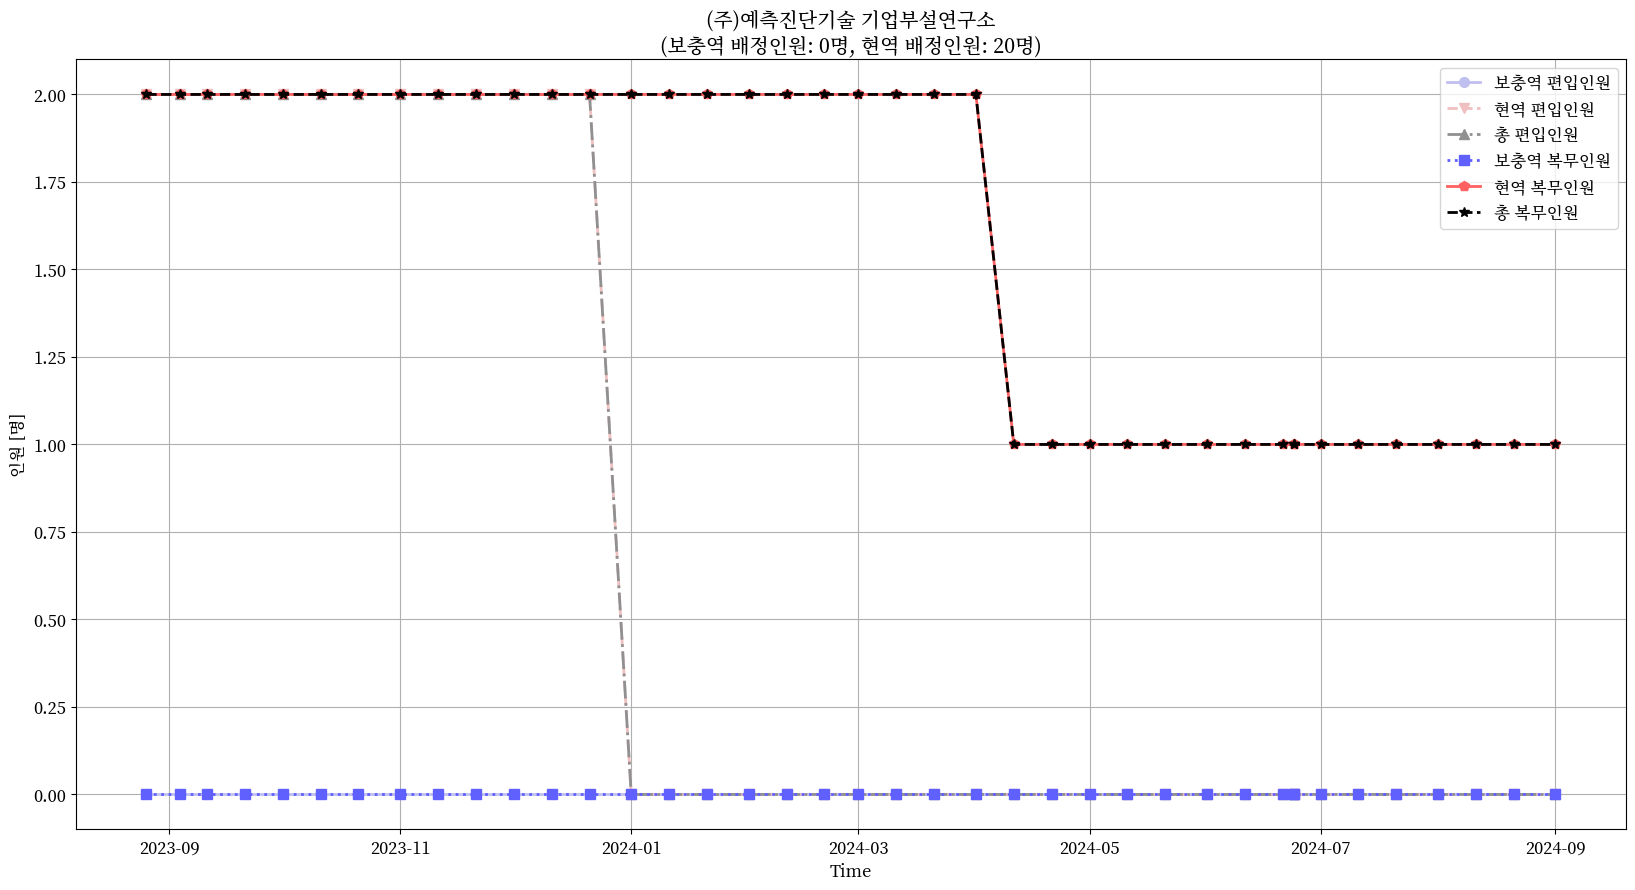 (주)예측진단기술 기업부설연구소
(보충역 배정인원: 0명, 현역 배정인원: 20명)
보충역 편입인원
현역 편입인원
총 편입인원
보충역 복무인원
현역 복무인원
총 복무인원
인원 [명]
2.00
1.75
1.50
1.25
1.00
0.75
0.50
0.25
0.00
2023-09
2023-11
2024-01
2024-03
2024-05
2024-07
2024-09
Time